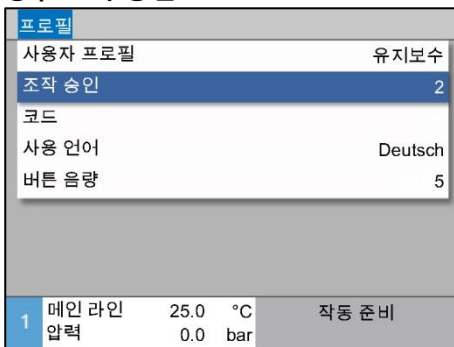 프로필
사용자 프로필 유지보수
조작 승인 2
코드
사용 언어 Deutsch
버튼 음량 5
1 메인 라인 25.0 °C 작동 준비
압력 0.0 bar